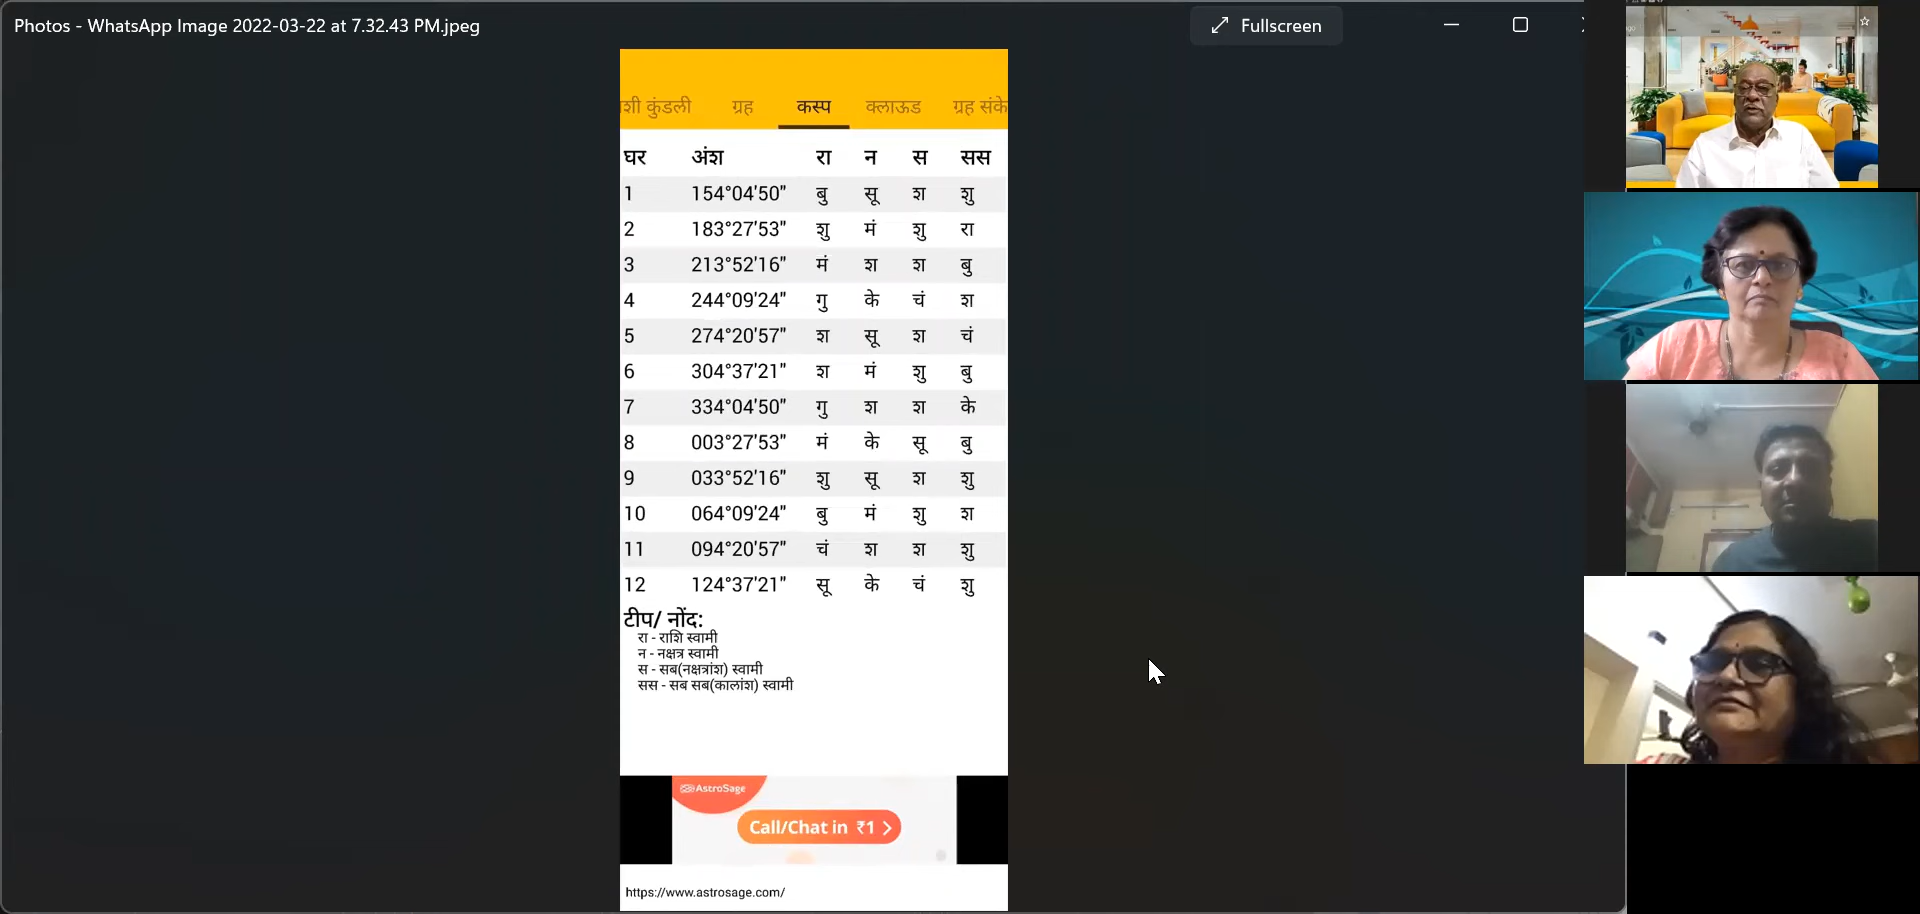 Photos - WhatsApp Image 2022-03-22 at 7.32.43 PM.jpeg
Fullscreen
शी कुंडली ग्रह कस्प क्लाऊड ग्रह संके
घर अंश रा न स सस
1 154°04'50" बु सू श शु
2 183°27'53" शु मं शु रा
3 213°52'16" मं श श बु
4 244°09'24" गु के चं श
5 274°20'57" श सू श चं
6 304°37'21" श मं शु बु
7 334°04'50" गु श श के
8 003°27'53" मं के सू बु
9 033°52'16" शु सू श शु
10 064°09'24" बु मं शु श
11 094°20'57" चं श श शु
12 124°37'21" सू के चं शु
टीप/ नोंद:
रा - राशि स्वामी
न - नक्षत्र स्वामी
स - सब(नक्षत्रांश) स्वामी
सस - सब सब(कालांश) स्वामी
AstroSage
Call/Chat in ₹1
https://www.astrosage.com/